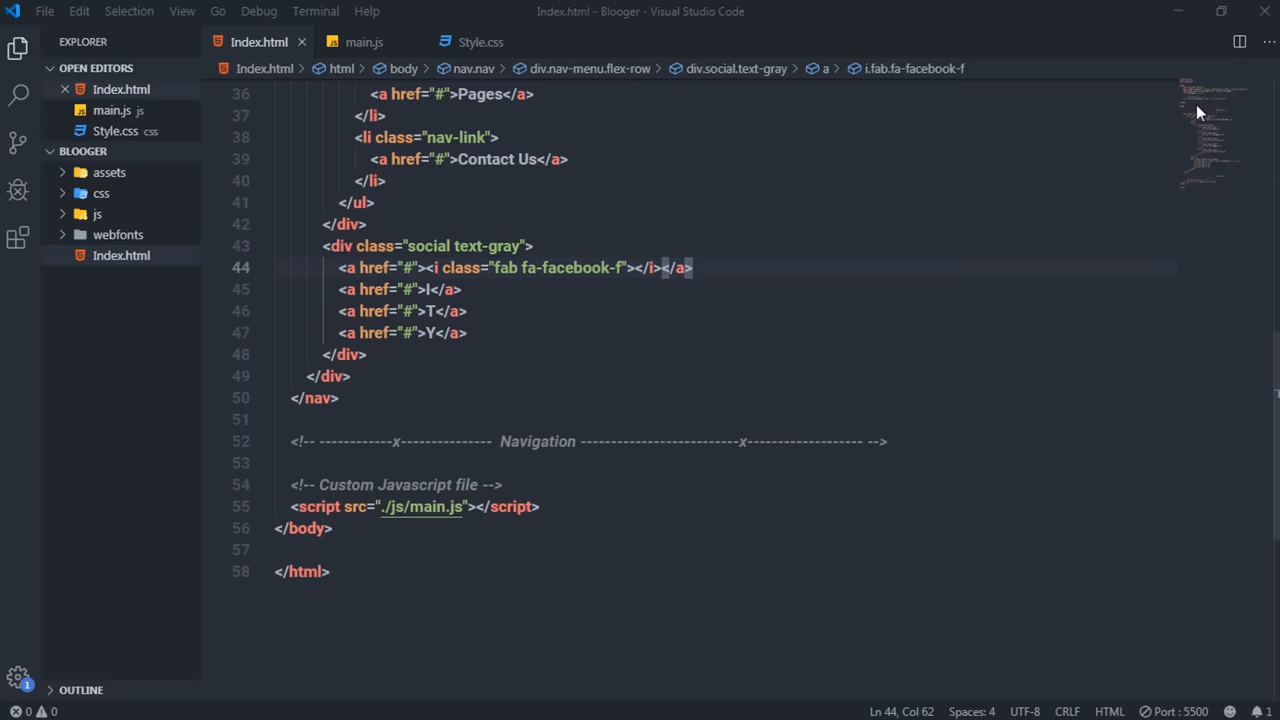 File Edit Selection View Go Debug Terminal Help Index.html - Blooger - Visual Studio Code
EXPLORER
Index.html main.js Style.css
OPEN EDITORS
Index.html html body nav.nav div.nav-menu.flex-row div.social.text-gray a i.fab.fa-facebook-f
Index.html
main.js js
Style.css css
BLOOGER
assets
css
js
webfonts
Index.html
36 <a href="#">Pages</a>
37 </li>
38 <li class="nav-link">
39 <a href="#">Contact Us</a>
40 </li>
41 </ul>
42 </div>
43 <div class="social text-gray">
44 <a href="#"><i class="fab fa-facebook-f"></i></a>
45 <a href="#">I</a>
46 <a href="#">T</a>
47 <a href="#">Y</a>
48 </div>
49 </div>
50 </nav>
51
52 <!-- ------------x--------------- Navigation --------------------------x------------------- -->
53
54 <!-- Custom Javascript file -->
55 <script src="./js/main.js"></script>
56 </body>
57
58 </html>
OUTLINE
1
0 0 Ln 44, Col 62 Spaces: 4 UTF-8 CRLF HTML Port : 5500 1